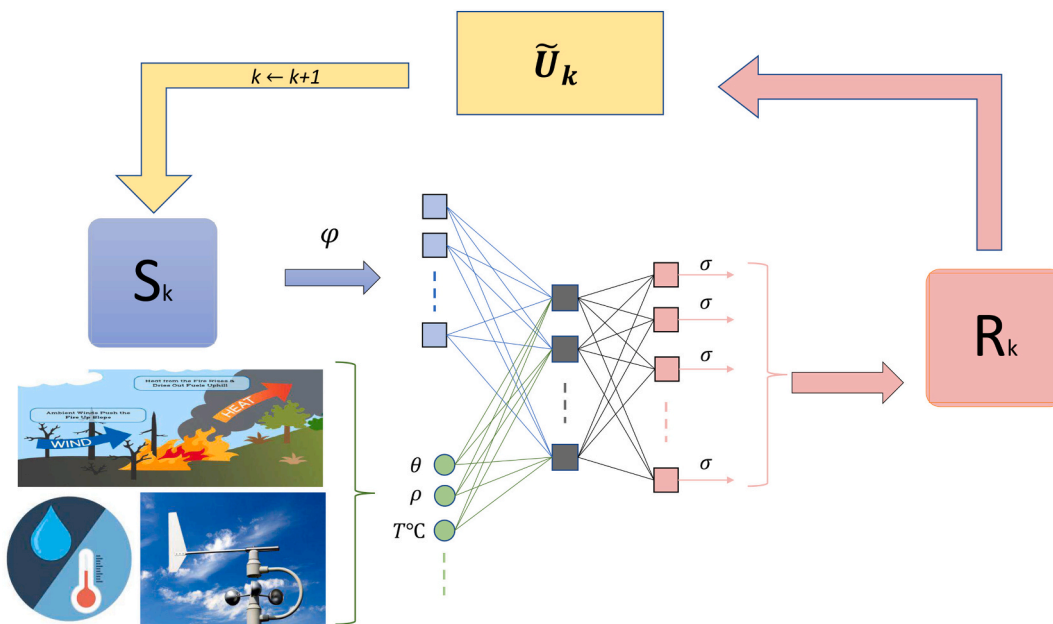 Ũₖ
k ← k+1
Sₖ
φ
σ
σ
σ
σ
Rₖ
Heat from the Fire Rises &
Dries Out Fuels Uphill
Ambient Winds Push the
Fire Up Slope
WIND
HEAT
θ
ρ
T°C